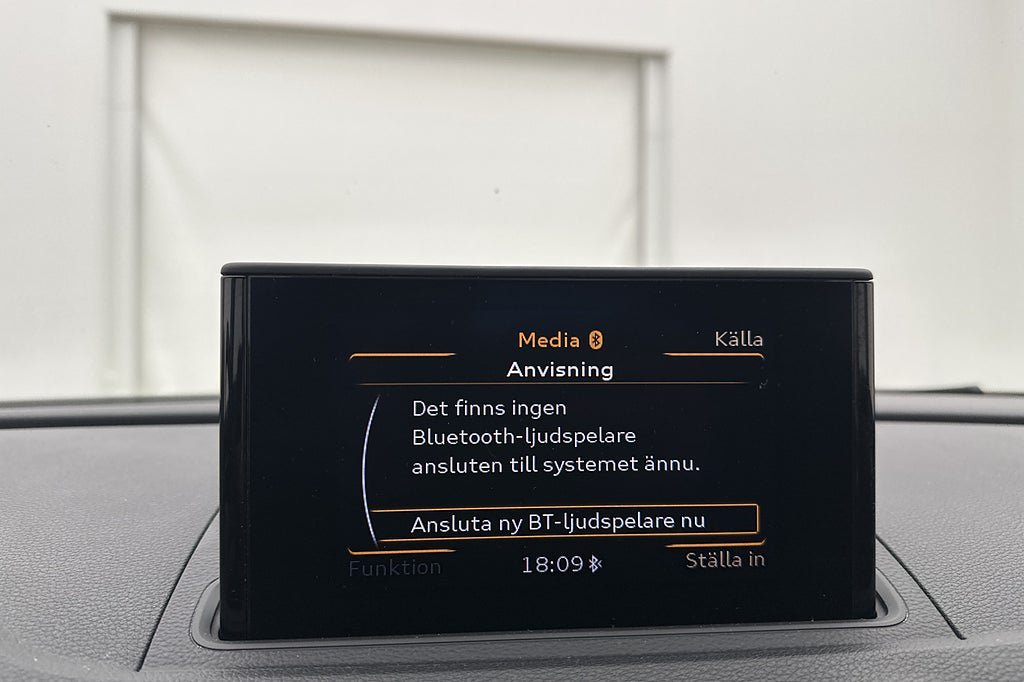 Media
Källa
Anvisning
Det finns ingen
Bluetooth-ljudspelare
ansluten till systemet ännu.
Ansluta ny BT-ljudspelare nu
Funktion
18:09
Ställa in